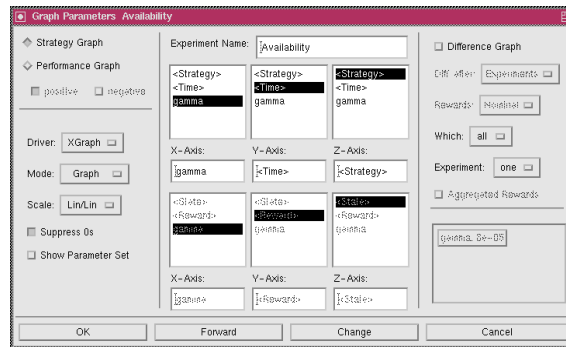 Graph Parameters Availability
Strategy Graph
Performance Graph
positive negative
Driver: XGraph
Mode: Graph
Scale: Lin/Lin
Suppress 0s
Show Parameter Set
Experiment Name: Availability
<Strategy> <Strategy> <Strategy>
<Time> <Time> <Time>
gamma gamma gamma
X-Axis: Y-Axis: Z-Axis:
gamma <Time> <Strategy>
<State> <State> <State>
<Reward> <Reward> <Reward>
gamma gamma gamma
X-Axis: Y-Axis: Z-Axis:
gamma <Reward> <State>
Difference Graph
Diff after: Experiments
Rewards: Nominal
Which: all
Experiment: one
Aggregated Rewards
gamma: 8e-05
OK Forward Change Cancel